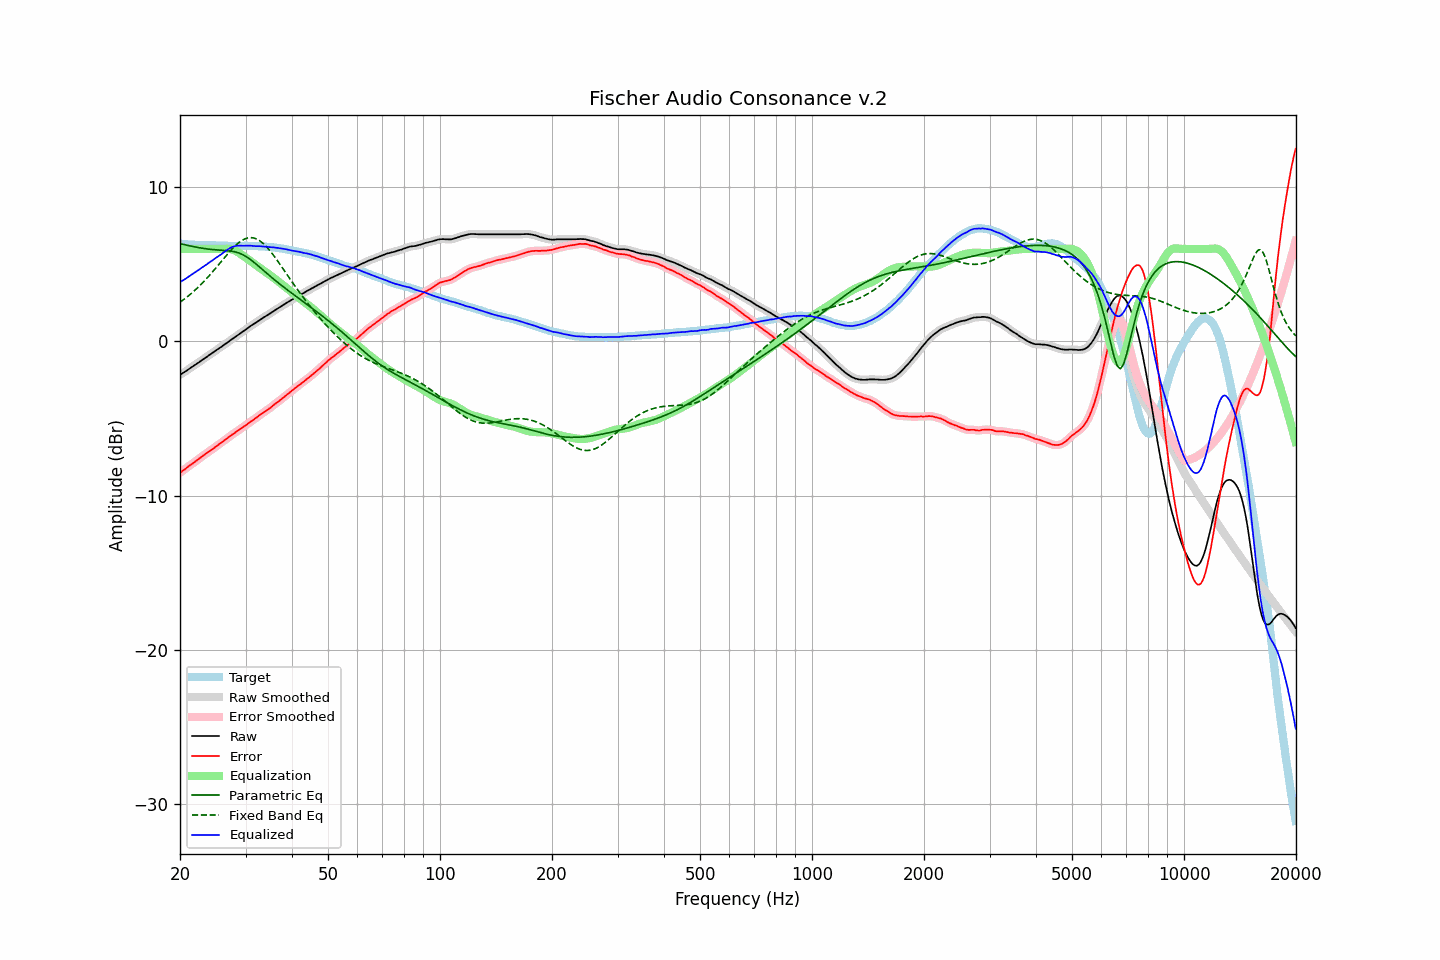 Fischer Audio Consonance v.2
Amplitude (dBr)
10
0
−10
−20
−30
Target
Raw Smoothed
Error Smoothed
Raw
Error
Equalization
Parametric Eq
Fixed Band Eq
Equalized
20 50 100 200 500 1000 2000 5000 10000 20000
Frequency (Hz)